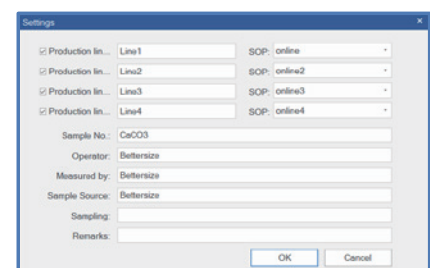 Settings ×
Production lin... Line1 SOP: online
Production lin... Line2 SOP: online2
Production lin... Line3 SOP: online3
Production lin... Line4 SOP: online4
Sample No.: CaCO3
Operator: Bettersize
Measured by: Bettersize
Sample Source: Bettersize
Sampling:
Remarks:
OK Cancel